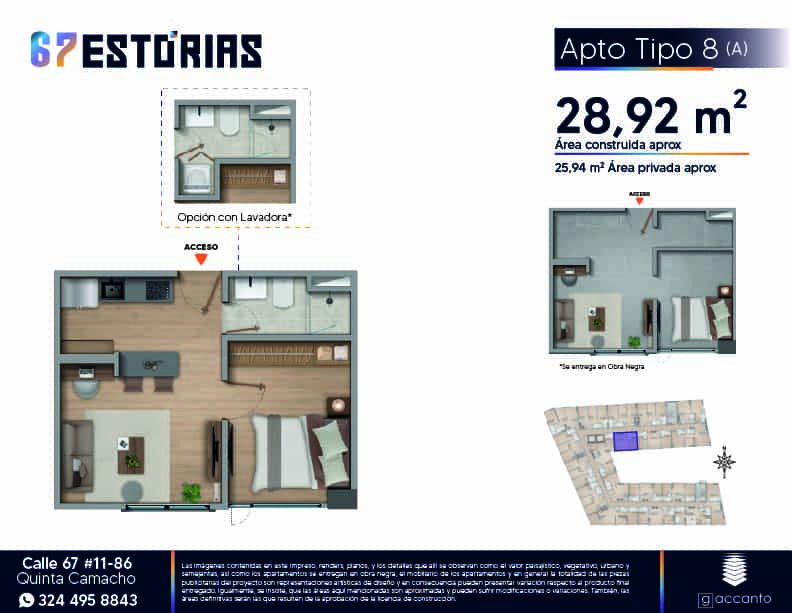 67 ESTORIAS
Apto Tipo 8 (A)
28,92 m²
Área construida aprox
25,94 m² Área privada aprox
Opción con Lavadora*
ACCESO
ACCESO
*Se entrega en Obra Negra
N
Calle 67 #11-86
Quinta Camacho
324 495 8843
Las imágenes contenidas en este impreso, renders, planos, y los detalles que allí se observan como el valor paisajístico, vegetativo, urbano y
semejantes, así como los apartamentos se entregan en obra negra, el mobiliario de los apartamentos y en general la totalidad de las piezas
publicitarias del proyecto son representaciones artísticas de diseño y en consecuencia pueden presentar variación respecto al producto final
entregado. Igualmente, se insiste, que las áreas aquí mencionadas son aproximadas y pueden sufrir modificaciones o variaciones. También, las
áreas definitivas serán las que resulten de la aprobación de la licencia de construcción.
g accanto